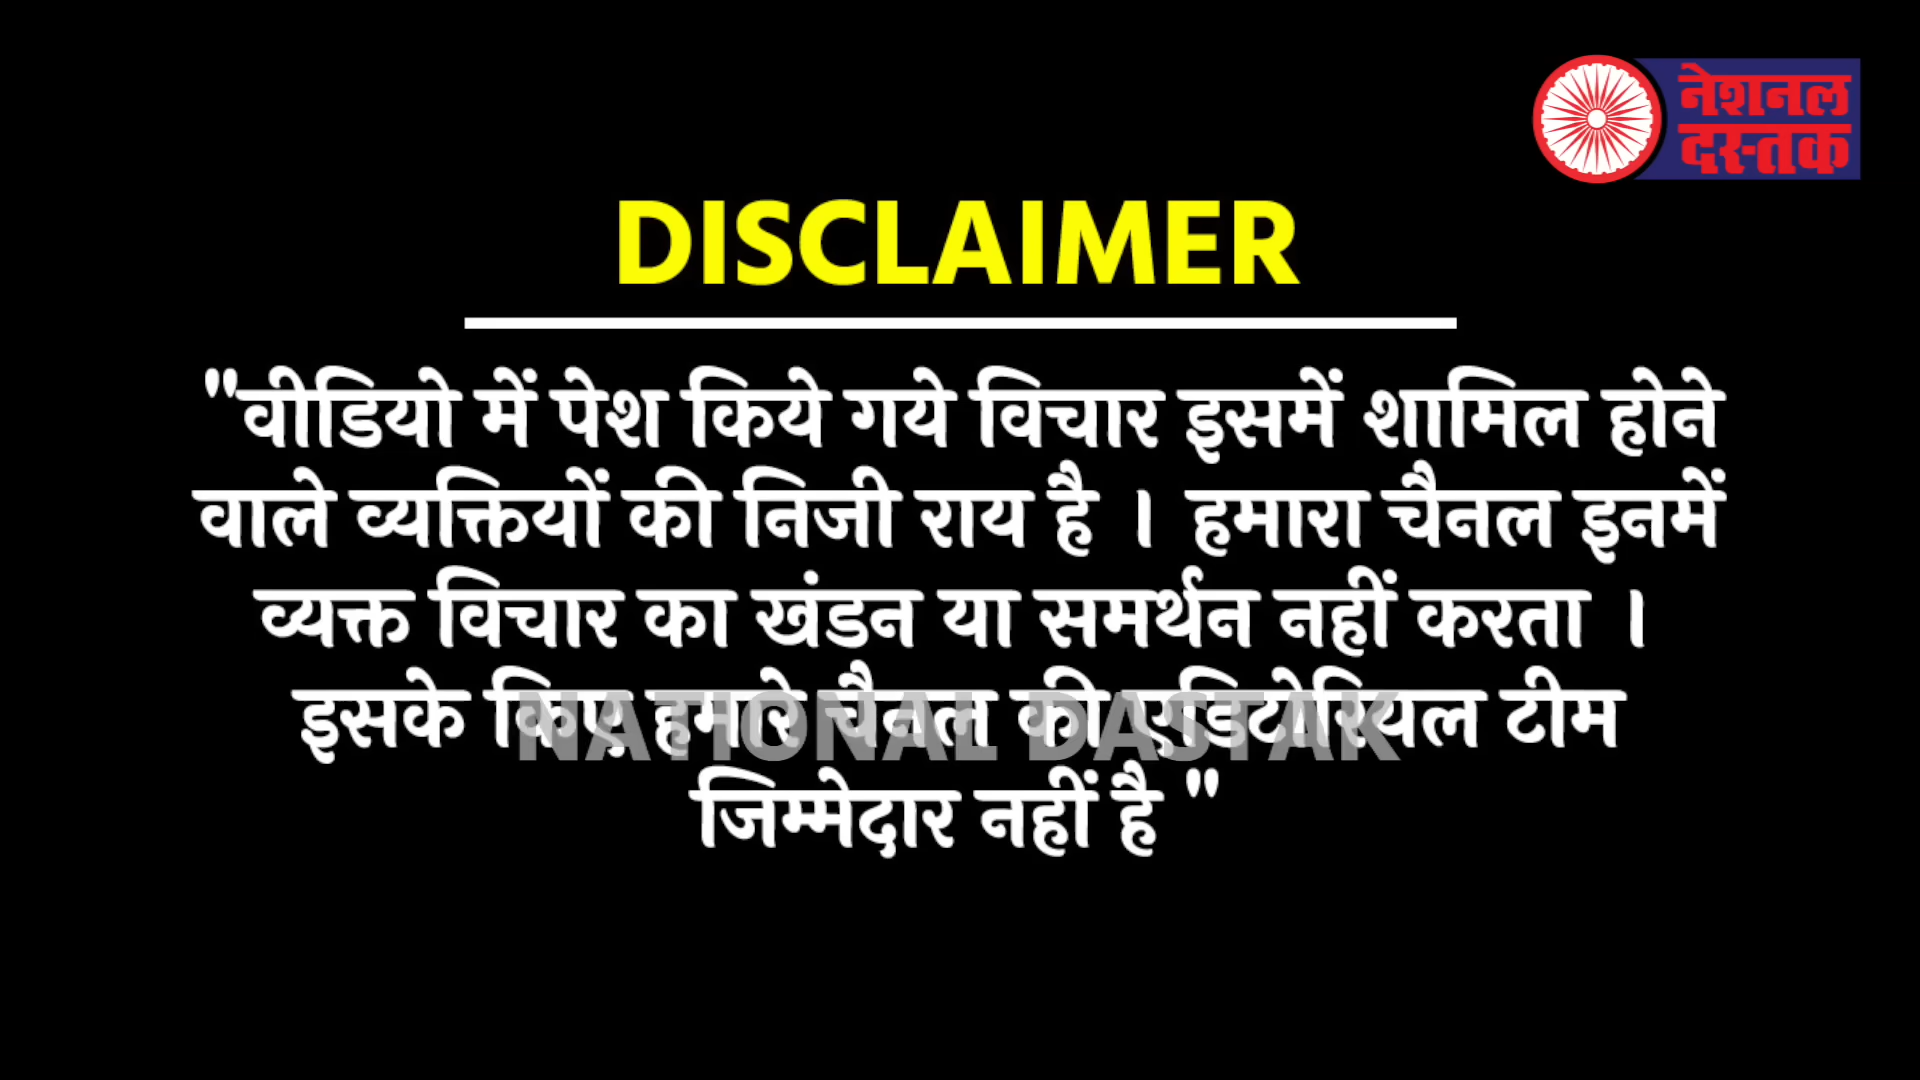 नेशनल
दस्तक
DISCLAIMER
"वीडियो में पेश किये गये विचार इसमें शामिल होने
वाले व्यक्तियों की निजी राय है । हमारा चैनल इनमें
व्यक्त विचार का खंडन या समर्थन नहीं करता ।
इसके किए हमारे चैनल की एडिटोरियल टीम
NATIONAL DASTAK
जिम्मेदार नहीं है "